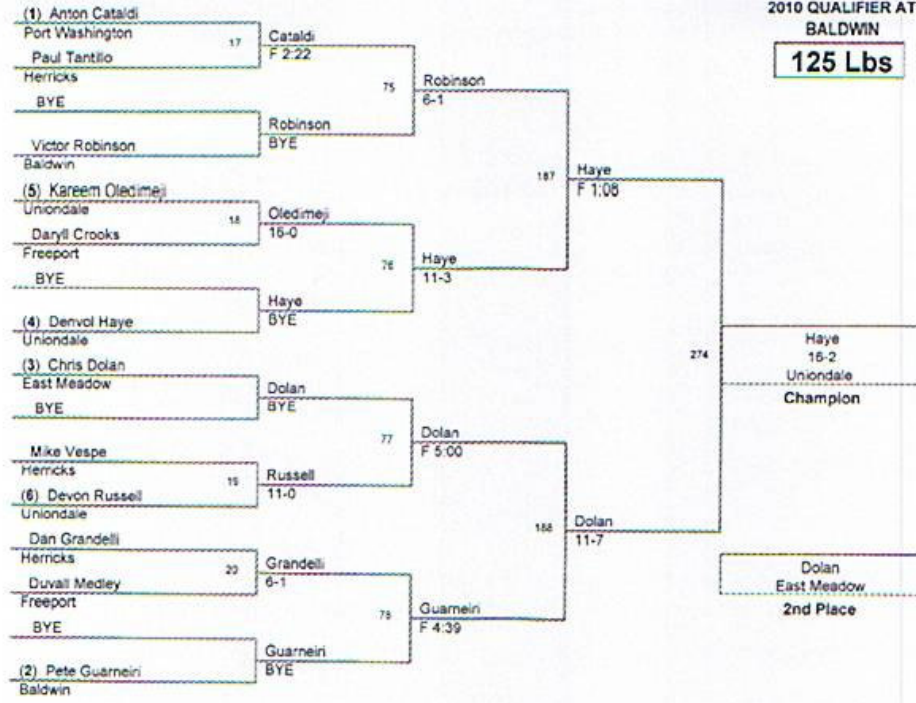 2010 QUALIFIER AT
BALDWIN
125 Lbs
(1) Anton Cataldi
Port Washington
Paul Tantillo
Herricks
BYE
Victor Robinson
Baldwin
(5) Kareem Oledimeji
Uniondale
Daryll Crooks
Freeport
BYE
(4) Denvol Haye
Uniondale
(3) Chris Dolan
East Meadow
BYE
Mike Vespe
Herricks
(6) Devon Russell
Uniondale
Dan Grandelli
Herricks
Duvall Medley
Freeport
BYE
(2) Pete Guarneiri
Baldwin
17
Cataldi
F 2:22
Robinson
BYE
18
Oledimeji
16-0
Haye
BYE
Dolan
BYE
19
Russell
11-0
20
Grandelli
6-1
Guarneiri
BYE
75
Robinson
6-1
76
Haye
11-3
77
Dolan
F 5:00
78
Guarneiri
F 4:39
187
Haye
F 1:08
188
Dolan
11-7
274
Haye
16-2
Uniondale
Champion
Dolan
East Meadow
2nd Place